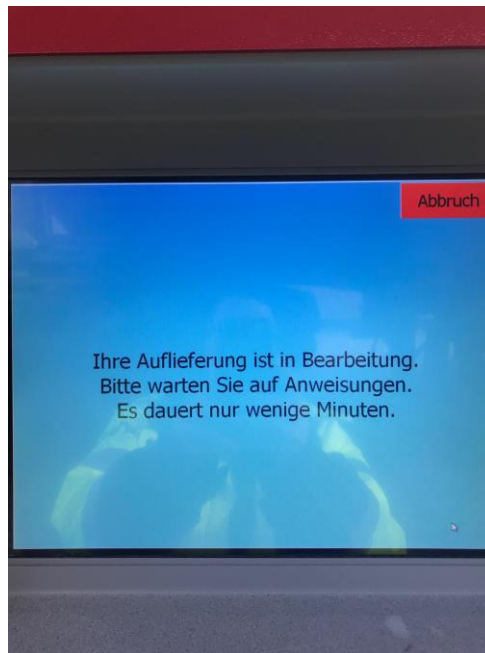 Abbruch
Ihre Auflieferung ist in Bearbeitung.
Bitte warten Sie auf Anweisungen.
Es dauert nur wenige Minuten.